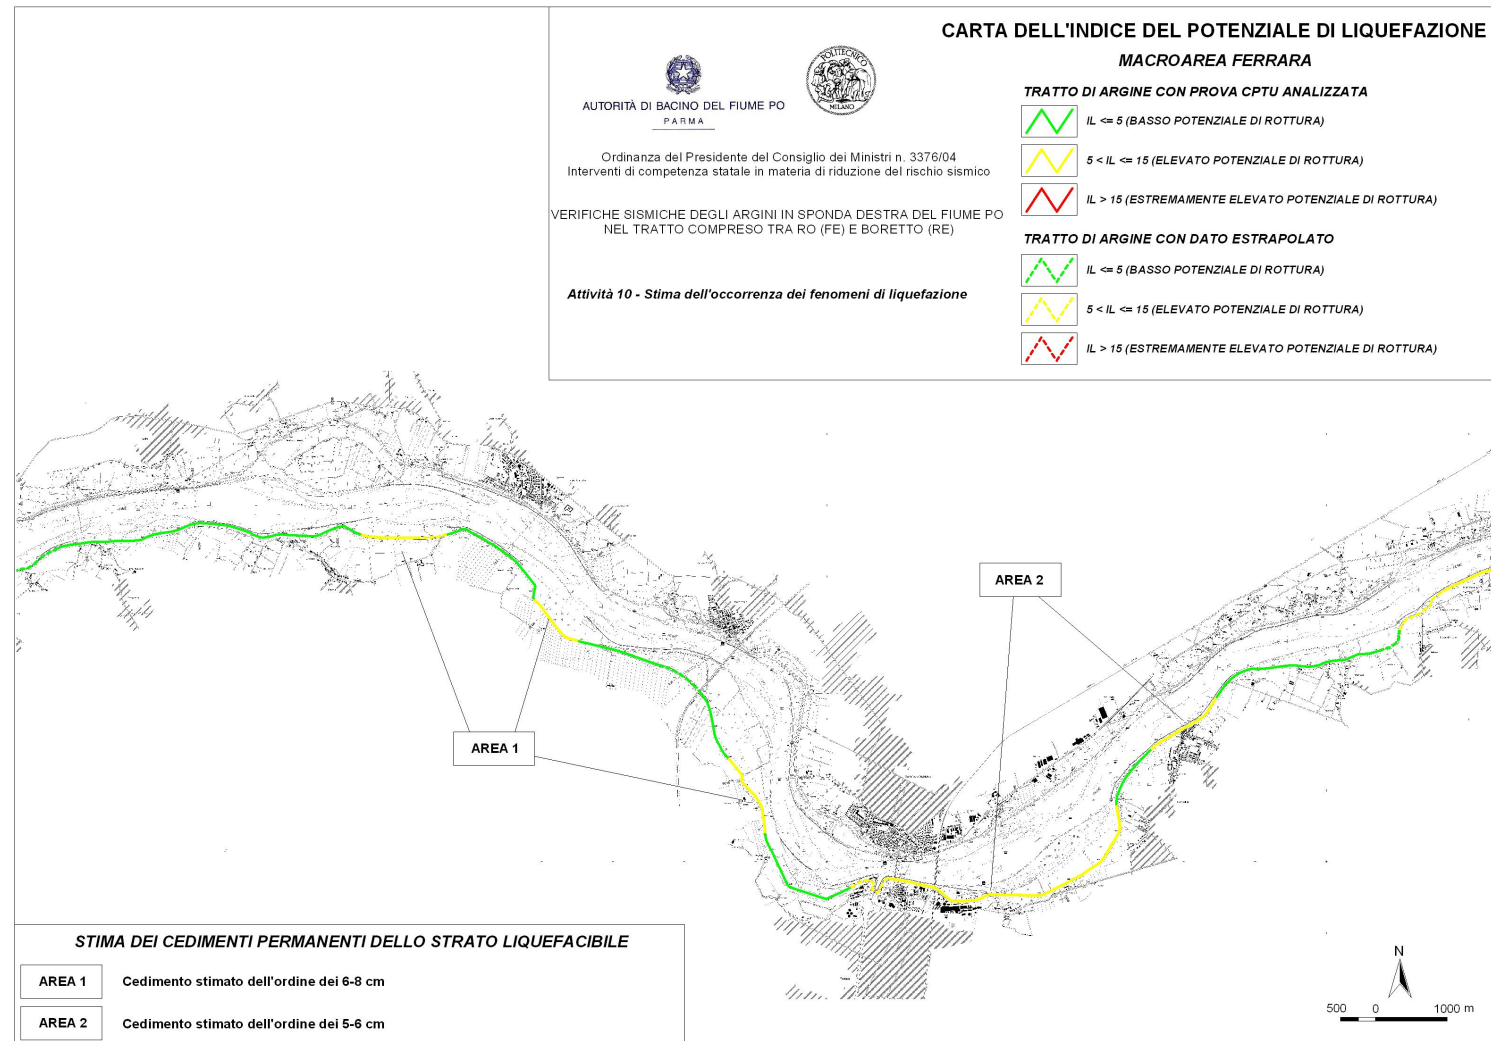 CARTA DELL'INDICE DEL POTENZIALE DI LIQUEFAZIONE
MACROAREA FERRARA
AUTORITÀ DI BACINO DEL FIUME PO
PARMA
POLITECNICO
MILANO
Ordinanza del Presidente del Consiglio dei Ministri n. 3376/04
Interventi di competenza statale in materia di riduzione del rischio sismico
VERIFICHE SISMICHE DEGLI ARGINI IN SPONDA DESTRA DEL FIUME PO
NEL TRATTO COMPRESO TRA RO (FE) E BORETTO (RE)
Attività 10 - Stima dell'occorrenza dei fenomeni di liquefazione
TRATTO DI ARGINE CON PROVA CPTU ANALIZZATA
IL <= 5 (BASSO POTENZIALE DI ROTTURA)
5 < IL <= 15 (ELEVATO POTENZIALE DI ROTTURA)
IL > 15 (ESTREMAMENTE ELEVATO POTENZIALE DI ROTTURA)
TRATTO DI ARGINE CON DATO ESTRAPOLATO
IL <= 5 (BASSO POTENZIALE DI ROTTURA)
5 < IL <= 15 (ELEVATO POTENZIALE DI ROTTURA)
IL > 15 (ESTREMAMENTE ELEVATO POTENZIALE DI ROTTURA)
AREA 2
AREA 1
STIMA DEI CEDIMENTI PERMANENTI DELLO STRATO LIQUEFACIBILE
AREA 1
Cedimento stimato dell'ordine dei 6-8 cm
AREA 2
Cedimento stimato dell'ordine dei 5-6 cm
N
500 0 1000 m